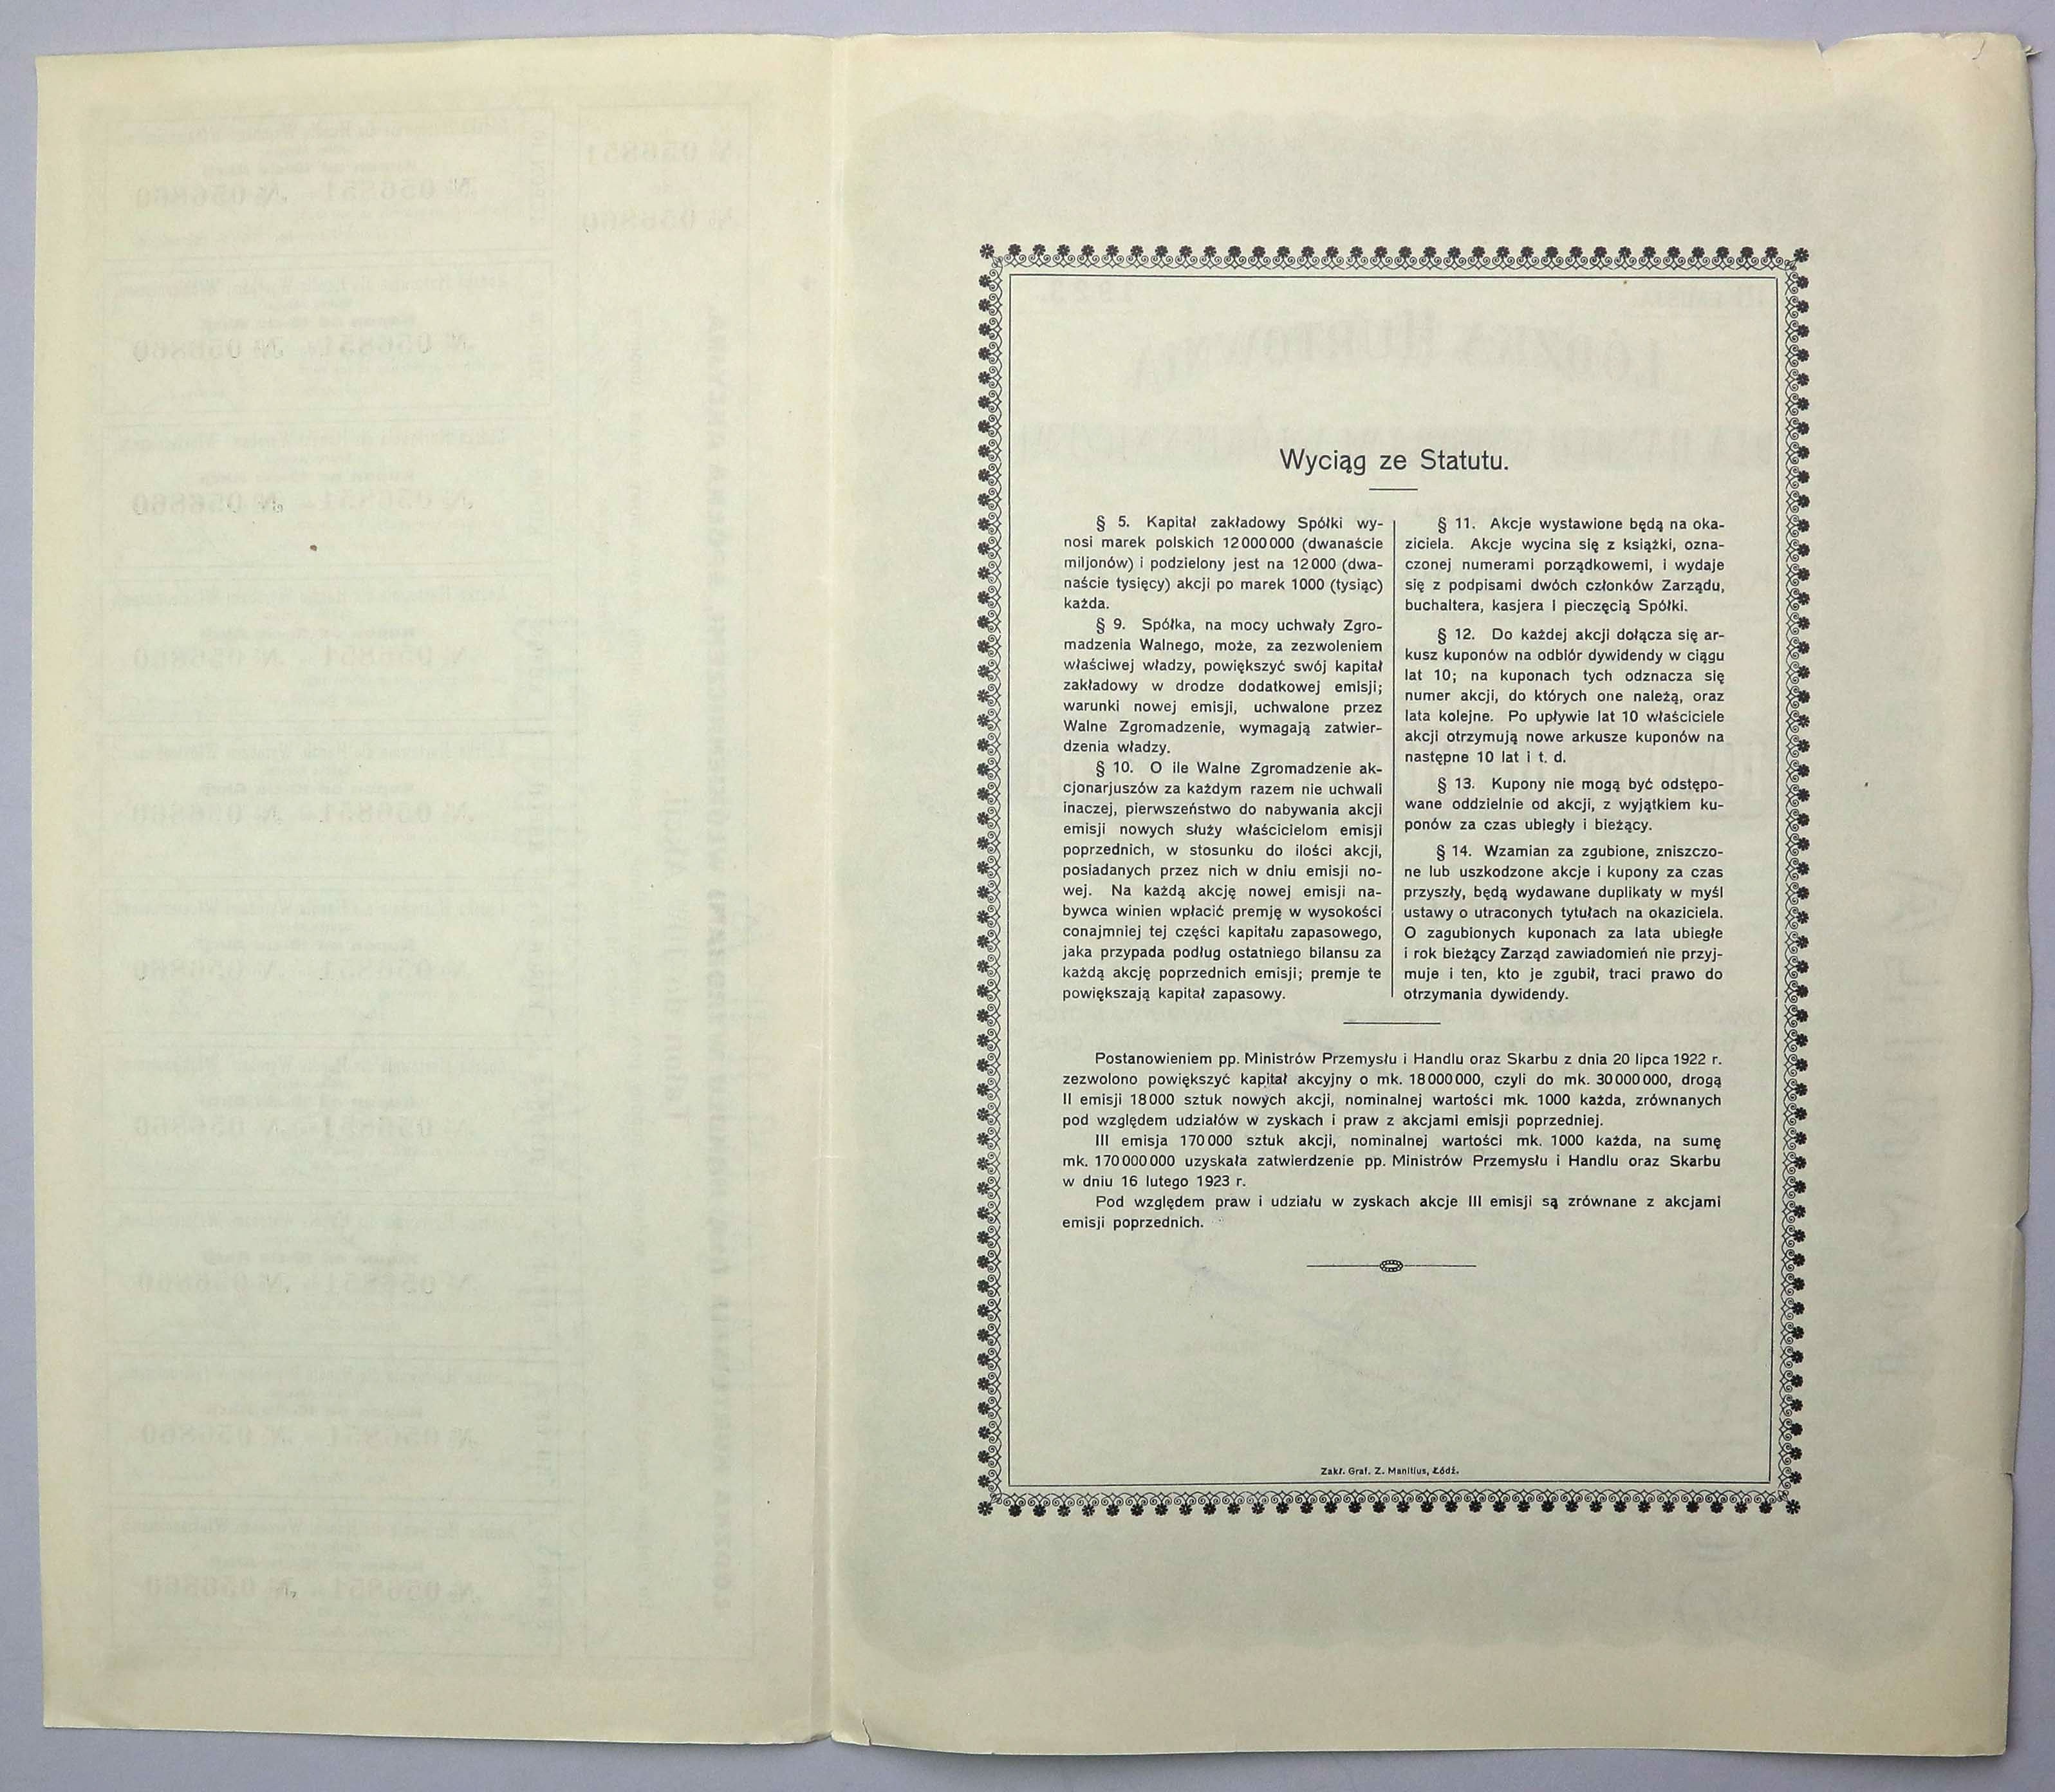 Wyciąg ze Statutu.
§ 5. Kapitał zakładowy Spółki wy-
nosi marek polskich 12 000 000 (dwanaście
miljonów) i podzielony jest na 12 000 (dwa-
naście tysięcy) akcji po marek 1000 (tysiąc)
każda.
§ 9. Spółka, na mocy uchwały Zgro-
madzenia Walnego, może, za zezwoleniem
właściwej władzy, powiększyć swój kapitał
zakładowy w drodze dodatkowej emisji;
warunki nowej emisji, uchwalone przez
Walne Zgromadzenie, wymagają zatwier-
dzenia władzy.
§ 10. O ile Walne Zgromadzenie ak-
cjonarjuszów za każdym razem nie uchwali
inaczej, pierwszeństwo do nabywania akcji
emisji nowych służy właścicielom emisji
poprzednich, w stosunku do ilości akcji,
posiadanych przez nich w dniu emisji no-
wej. Na każdą akcję nowej emisji na-
bywca winien wpłacić premję w wysokości
conajmniej tej części kapitału zapasowego,
jaka przypada podług ostatniego bilansu za
każdą akcję poprzednich emisji; premje te
powiększają kapitał zapasowy.
§ 11. Akcje wystawione będą na oka-
ziciela. Akcje wycina się z książki, ozna-
czonej numerami porządkowemi, i wydaje
się z podpisami dwóch członków Zarządu,
buchaltera, kasjera I pieczęcią Spółki.
§ 12. Do każdej akcji dołącza się ar-
kusz kuponów na odbiór dywidendy w ciągu
lat 10; na kuponach tych odznacza się
numer akcji, do których one należą, oraz
lata kolejne. Po upływie lat 10 właściciele
akcji otrzymują nowe arkusze kuponów na
następne 10 lat i t. d.
§ 13. Kupony nie mogą być odstępo-
wane oddzielnie od akcji, z wyjątkiem ku-
ponów za czas ubiegły i bieżący.
§ 14. Wzamian za zgubione, zniszczo-
ne lub uszkodzone akcje i kupony za czas
przyszły, będą wydawane duplikaty w myśl
ustawy o utraconych tytułach na okaziciela.
O zagubionych kuponach za lata ubiegłe
i rok bieżący Zarząd zawiadomień nie przyj-
muje i ten, kto je zgubił, traci prawo do
otrzymania dywidendy.
Postanowieniem pp. Ministrów Przemysłu i Handlu oraz Skarbu z dnia 20 lipca 1922 r.
zezwolono powiększyć kapitał akcyjny o mk. 18 000 000, czyli do mk. 30 000 000, drogą
II emisji 18 000 sztuk nowych akcji, nominalnej wartości mk. 1000 każda, zrównanych
pod względem udziałów w zyskach i praw z akcjami emisji poprzedniej.
III emisja 170 000 sztuk akcji, nominalnej wartości mk. 1000 każda, na sumę
mk. 170 000 000 uzyskała zatwierdzenie pp. Ministrów Przemysłu i Handlu oraz Skarbu
w dniu 16 lutego 1923 r.
Pod względem praw i udziału w zyskach akcje III emisji są zrównane z akcjami
emisji poprzednich.
Zakł. Graf. Z. Manitius, Łódź.